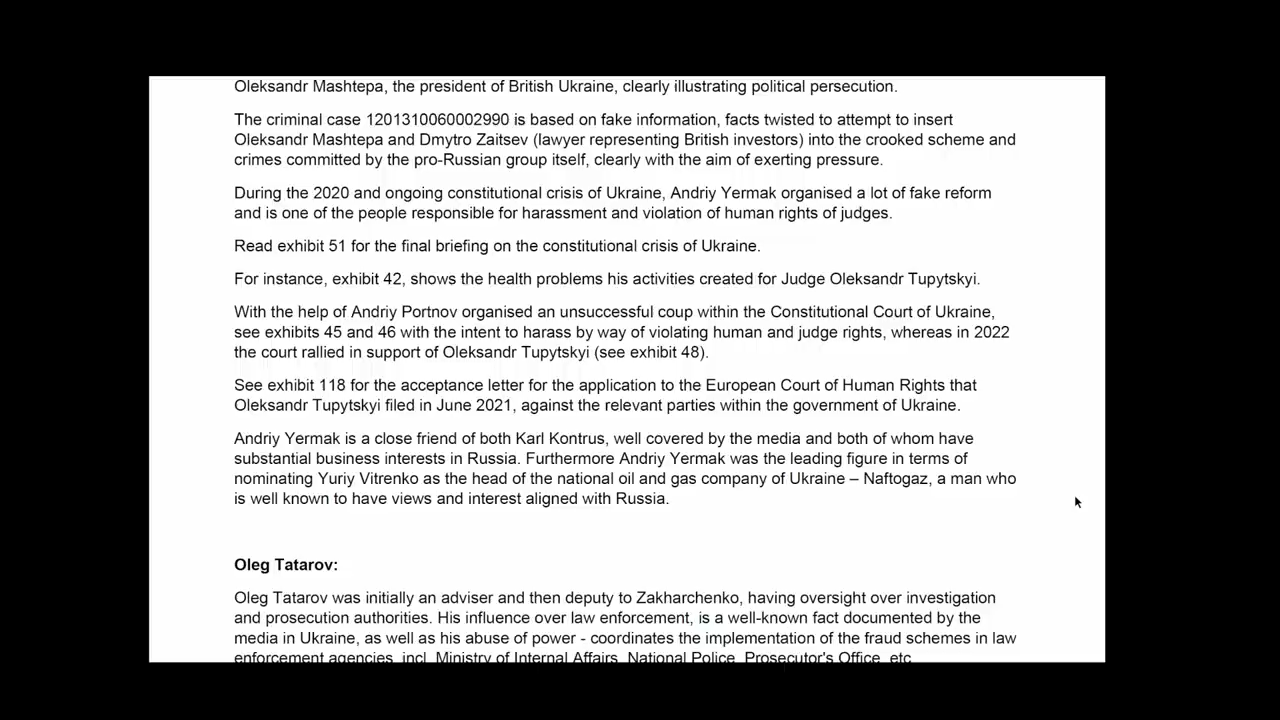 Oleksandr Mashtepa, the president of British Ukraine, clearly illustrating political persecution.
The criminal case 1201310060002990 is based on fake information, facts twisted to attempt to insert
Oleksandr Mashtepa and Dmytro Zaitsev (lawyer representing British investors) into the crooked scheme and
crimes committed by the pro-Russian group itself, clearly with the aim of exerting pressure.
During the 2020 and ongoing constitutional crisis of Ukraine, Andriy Yermak organised a lot of fake reform
and is one of the people responsible for harassment and violation of human rights of judges.
Read exhibit 51 for the final briefing on the constitutional crisis of Ukraine.
For instance, exhibit 42, shows the health problems his activities created for Judge Oleksandr Tupytskyi.
With the help of Andriy Portnov organised an unsuccessful coup within the Constitutional Court of Ukraine,
see exhibits 45 and 46 with the intent to harass by way of violating human and judge rights, whereas in 2022
the court rallied in support of Oleksandr Tupytskyi (see exhibit 48).
See exhibit 118 for the acceptance letter for the application to the European Court of Human Rights that
Oleksandr Tupytskyi filed in June 2021, against the relevant parties within the government of Ukraine.
Andriy Yermak is a close friend of both Karl Kontrus, well covered by the media and both of whom have
substantial business interests in Russia. Furthermore Andriy Yermak was the leading figure in terms of
nominating Yuriy Vitrenko as the head of the national oil and gas company of Ukraine – Naftogaz, a man who
is well known to have views and interest aligned with Russia.
Oleg Tatarov:
Oleg Tatarov was initially an adviser and then deputy to Zakharchenko, having oversight over investigation
and prosecution authorities. His influence over law enforcement, is a well-known fact documented by the
media in Ukraine, as well as his abuse of power - coordinates the implementation of the fraud schemes in law
enforcement agencies, incl. Ministry of Internal Affairs, National Police, Prosecutor's Office, etc